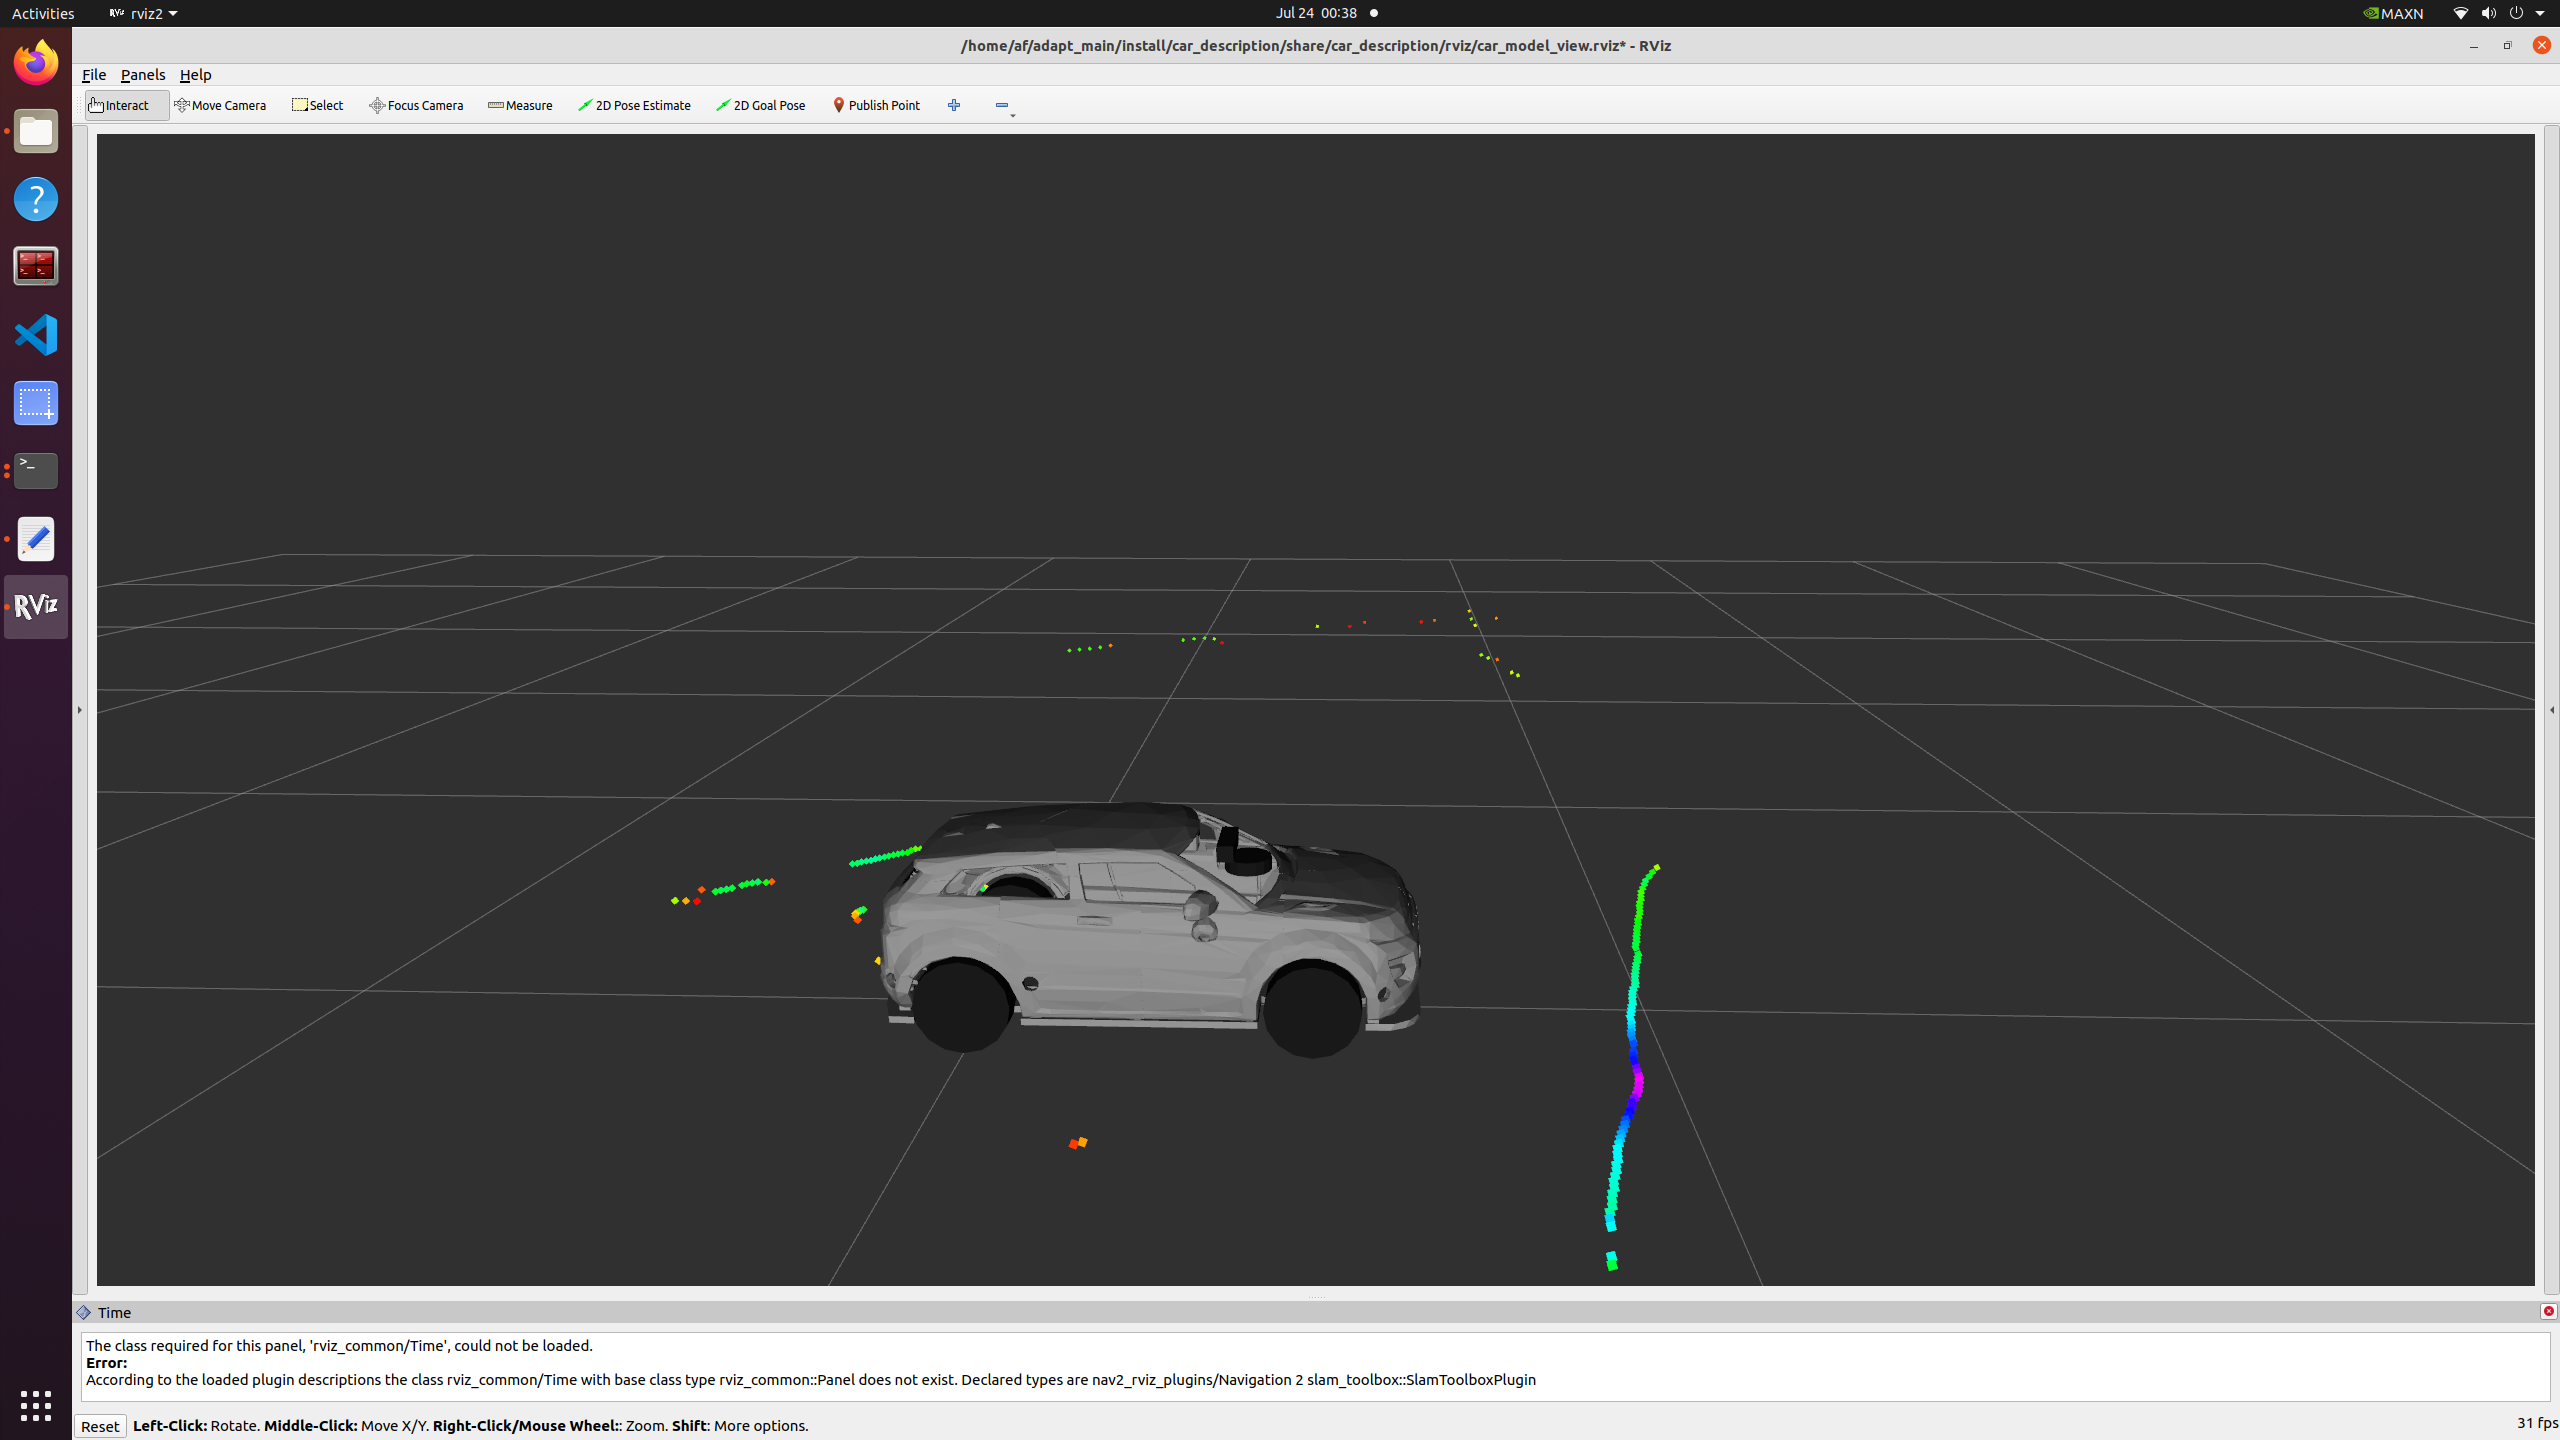 Activities rviz2 Jul 24 00:38 MAXN
/home/af/adapt_main/install/car_description/share/car_description/rviz/car_model_view.rviz* - RViz
File Panels Help
Interact Move Camera Select Focus Camera Measure 2D Pose Estimate 2D Goal Pose Publish Point
RViz
Time
The class required for this panel, 'rviz_common/Time', could not be loaded.
Error:
According to the loaded plugin descriptions the class rviz_common/Time with base class type rviz_common::Panel does not exist. Declared types are nav2_rviz_plugins/Navigation 2 slam_toolbox::SlamToolboxPlugin
Reset Left-Click: Rotate. Middle-Click: Move X/Y. Right-Click/Mouse Wheel:: Zoom. Shift: More options. 31 fps